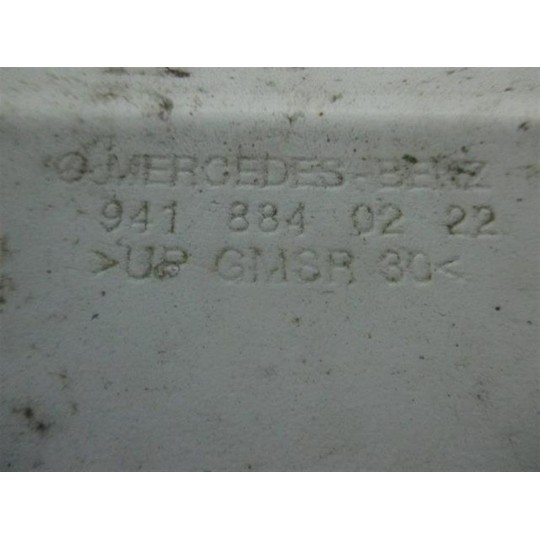 MERCEDES-BENZ
941 884 02 22
>UP GMSR 30<